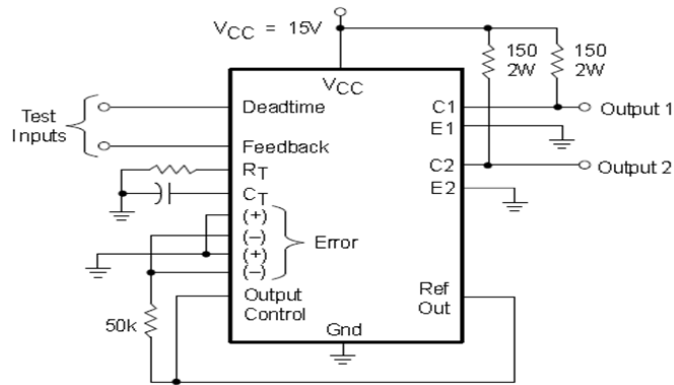 VCC = 15V
150
2W
150
2W
VCC
Test
Inputs
Deadtime
Feedback
RT
CT
(+)
(–)
(+)
(–)
Error
Output
Control
50k
Gnd
C1
E1
C2
E2
Ref
Out
Output 1
Output 2